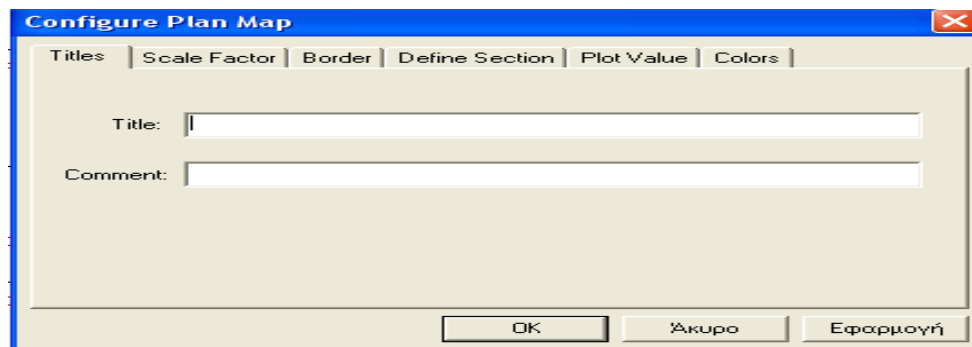 Configure Plan Map
Titles Scale Factor Border Define Section Plot Value Colors
Title:
Comment:
OK Άκυρο Εφαρμογή